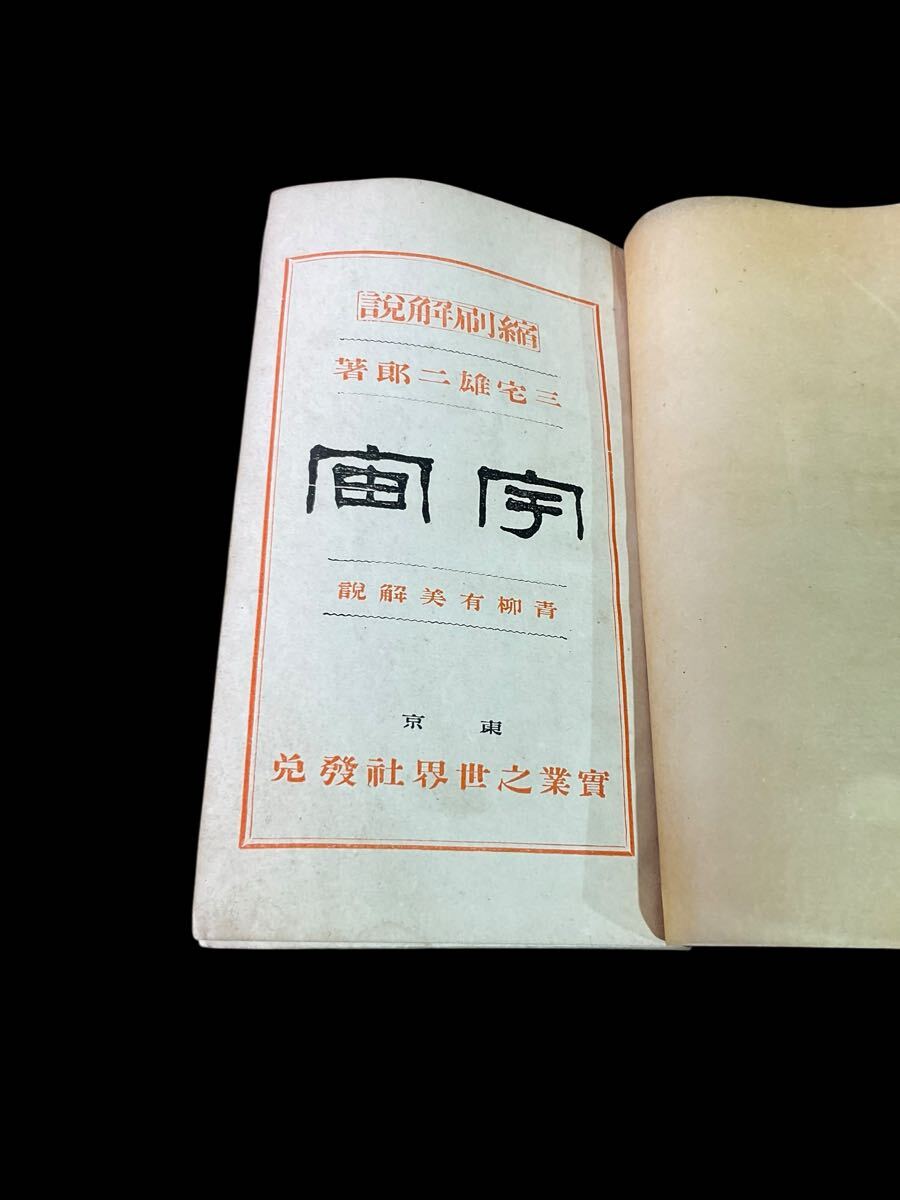 縮刷解說
三宅雄二郎著
宇宙
青柳有美解說
東京
實業之世界社發兌